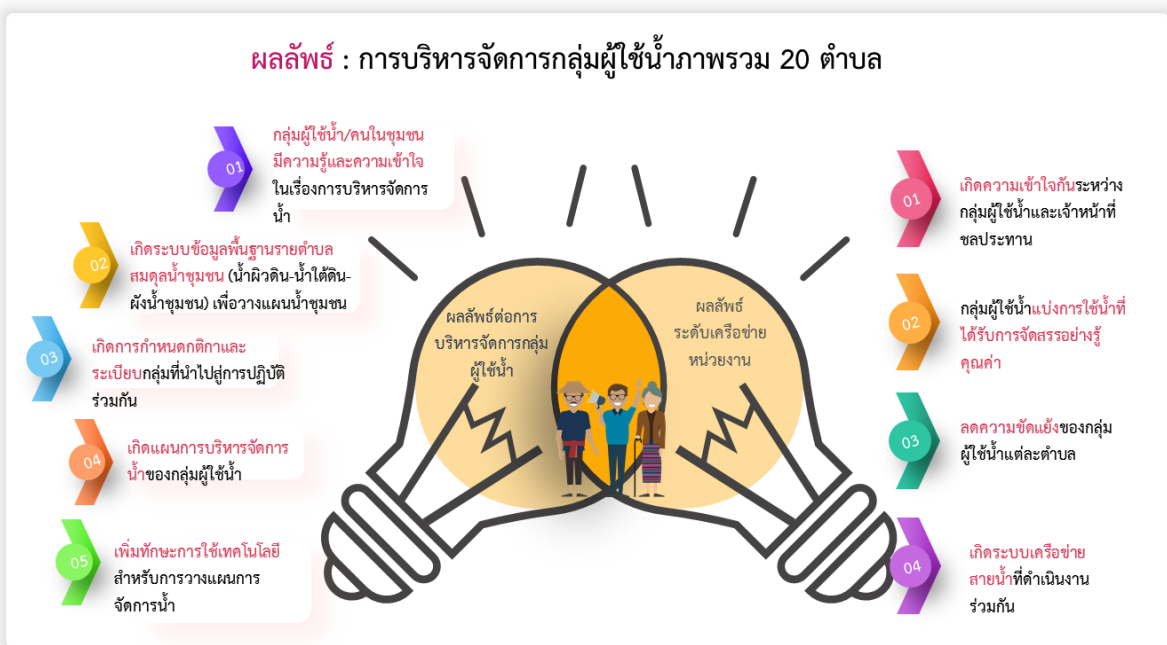 ผลลัพธ์ : การบริหารจัดการกลุ่มผู้ใช้น้ำภาพรวม 20 ตำบล
01
กลุ่มผู้ใช้น้ำ/คนในชุมชน
มีความรู้และความเข้าใจ
ในเรื่องการบริหารจัดการ
น้ำ
02
เกิดระบบข้อมูลพื้นฐานรายตำบล
สมดุลน้ำชุมชน (น้ำผิวดิน-น้ำใต้ดิน-
ผังน้ำชุมชน) เพื่อวางแผนน้ำชุมชน
03
เกิดการกำหนดกติกาและ
ระเบียบกลุ่มที่นำไปสู่การปฏิบัติ
ร่วมกัน
04
เกิดแผนการบริหารจัดการ
น้ำของกลุ่มผู้ใช้น้ำ
05
เพิ่มทักษะการใช้เทคโนโลยี
สำหรับการวางแผนการ
จัดการน้ำ
ผลลัพธ์ต่อการ
บริหารจัดการกลุ่ม
ผู้ใช้น้ำ
ผลลัพธ์
ระดับเครือข่าย
หน่วยงาน
01
เกิดความเข้าใจกันระหว่าง
กลุ่มผู้ใช้น้ำและเจ้าหน้าที่
ชลประทาน
02
กลุ่มผู้ใช้น้ำแบ่งการใช้น้ำที่
ได้รับการจัดสรรอย่างรู้
คุณค่า
03
ลดความขัดแย้งของกลุ่ม
ผู้ใช้น้ำแต่ละตำบล
04
เกิดระบบเครือข่าย
สายน้ำที่ดำเนินงาน
ร่วมกัน